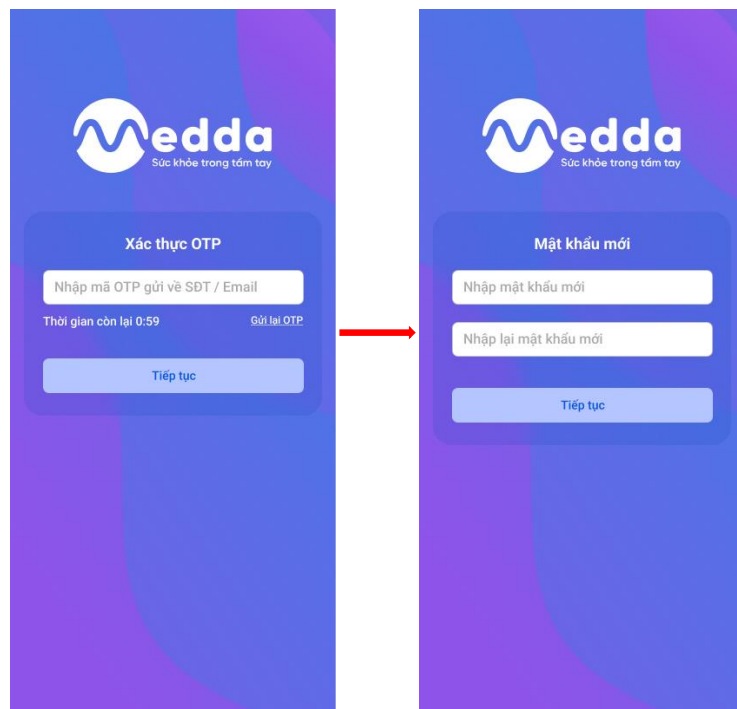 Medda
Sức khỏe trong tầm tay
Xác thực OTP
Nhập mã OTP gửi về SĐT / Email
Thời gian còn lại 0:59
Gửi lại OTP
Tiếp tục
Medda
Sức khỏe trong tầm tay
Mật khẩu mới
Nhập mật khẩu mới
Nhập lại mật khẩu mới
Tiếp tục